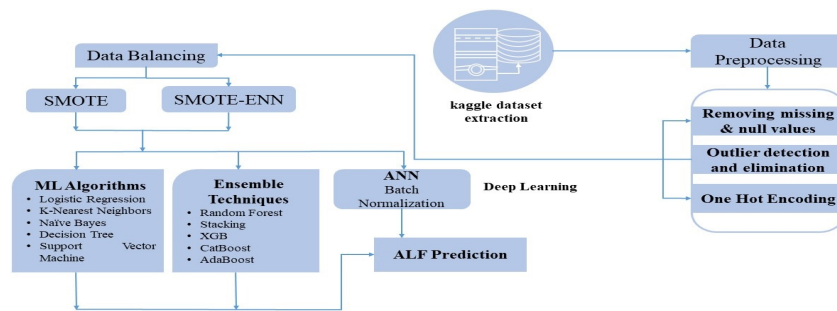 Data Balancing
SMOTE
SMOTE-ENN
kaggle dataset
extraction
Data
Preprocessing
Removing missing
& null values
Outlier detection
and elimination
One Hot Encoding
ML Algorithms
• Logistic Regression
• K-Nearest Neighbors
• Naïve Bayes
• Decision Tree
• Support Vector
Machine
Ensemble
Techniques
• Random Forest
• Stacking
• XGB
• CatBoost
• AdaBoost
ANN
Batch
Normalization
Deep Learning
ALF Prediction